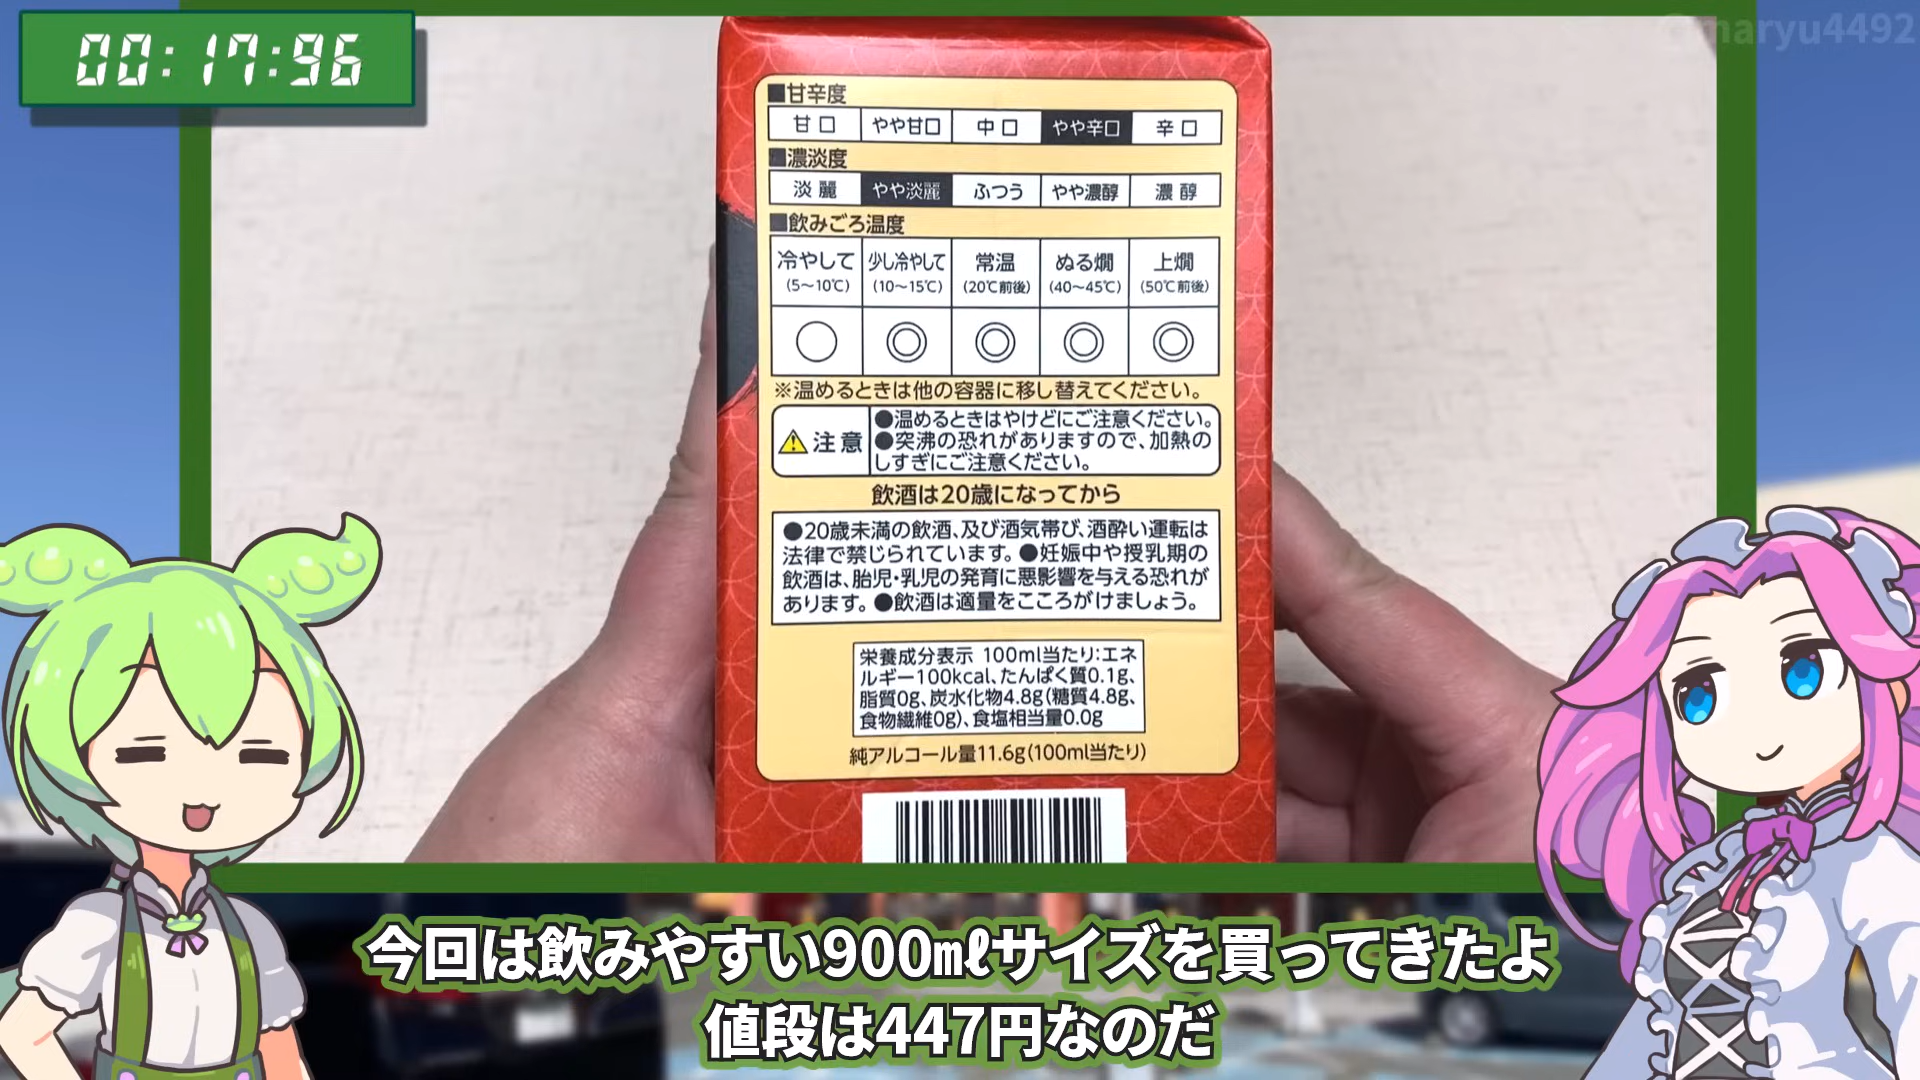 00:17:96
@maryu4492
■甘辛度
甘口 やや甘口 中口 やや辛口 辛口
■濃淡度
淡麗 やや淡麗 ふつう やや濃醇 濃醇
■飲みごろ温度
冷やして 少し冷やして 常温 ぬる燗 上燗
(5～10℃) (10～15℃) (20℃前後) (40～45℃) (50℃前後)
○ ◎ ◎ ◎ ◎
※温めるときは他の容器に移し替えてください。
注意
●温めるときはやけどにご注意ください。
●突沸の恐れがありますので、加熱の
しすぎにご注意ください。
飲酒は20歳になってから
●20歳未満の飲酒、及び酒気帯び、酒酔い運転は
法律で禁じられています。●妊娠中や授乳期の
飲酒は、胎児・乳児の発育に悪影響を与える恐れが
あります。●飲酒は適量をこころがけましょう。
栄養成分表示 100ml当たり:エネ
ルギー100kcal、たんぱく質0.1g、
脂質0g、炭水化物4.8g(糖質4.8g、
食物繊維0g)、食塩相当量0.0g
純アルコール量11.6g(100ml当たり)
今回は飲みやすい900㎖サイズを買ってきたよ
値段は447円なのだ